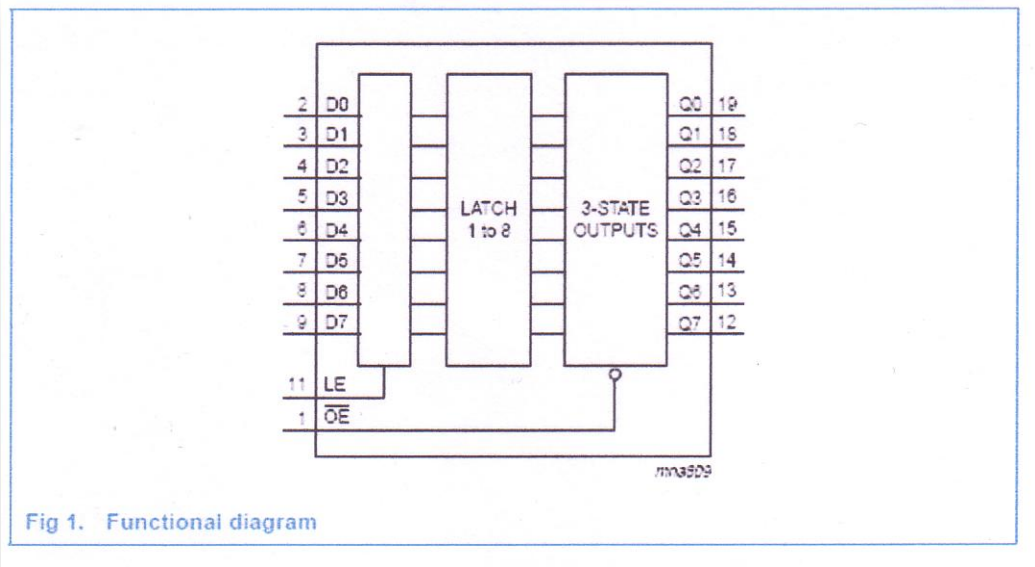 2 D0 Q0 19
3 D1 Q1 18
4 D2 Q2 17
5 D3 Q3 16
LATCH 3-STATE
6 D4 Q4 15
1 to 8 OUTPUTS
7 D5 Q5 14
8 D6 Q6 13
9 D7 Q7 12
11 LE
1 O̅E̅
mna809
Fig 1. Functional diagram